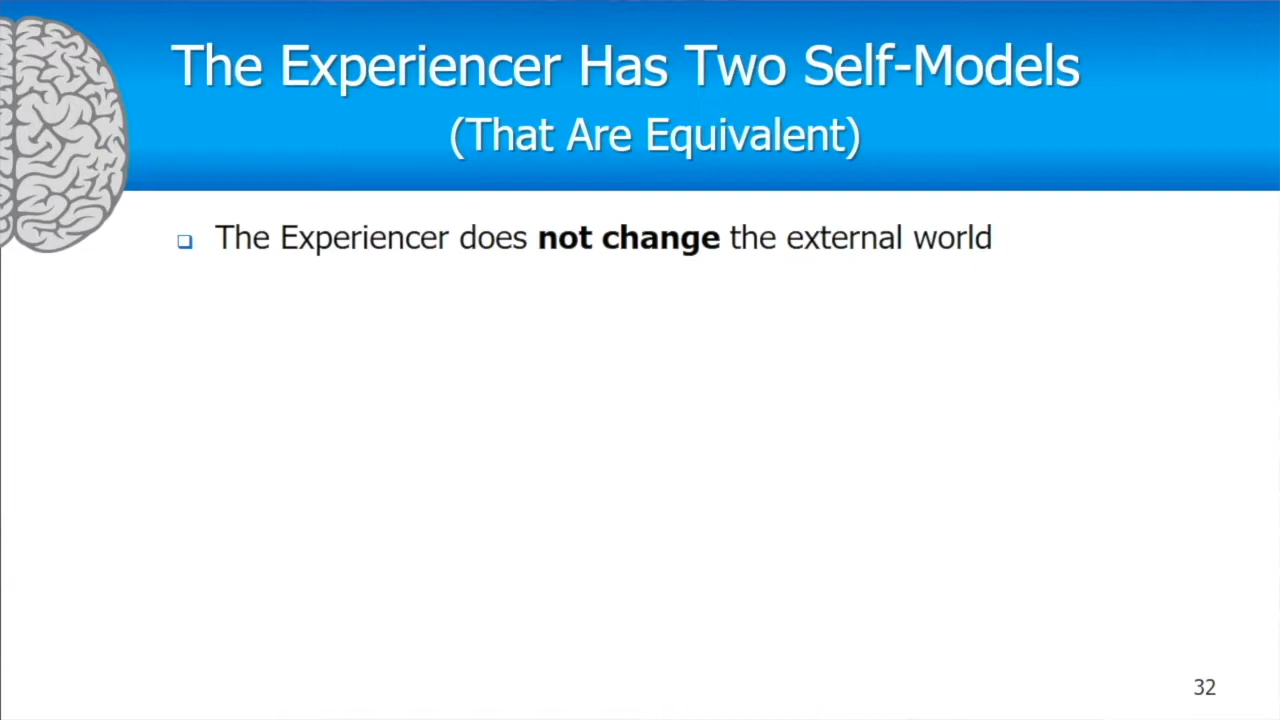 The Experiencer Has Two Self-Models
(That Are Equivalent)
The Experiencer does not change the external world
32